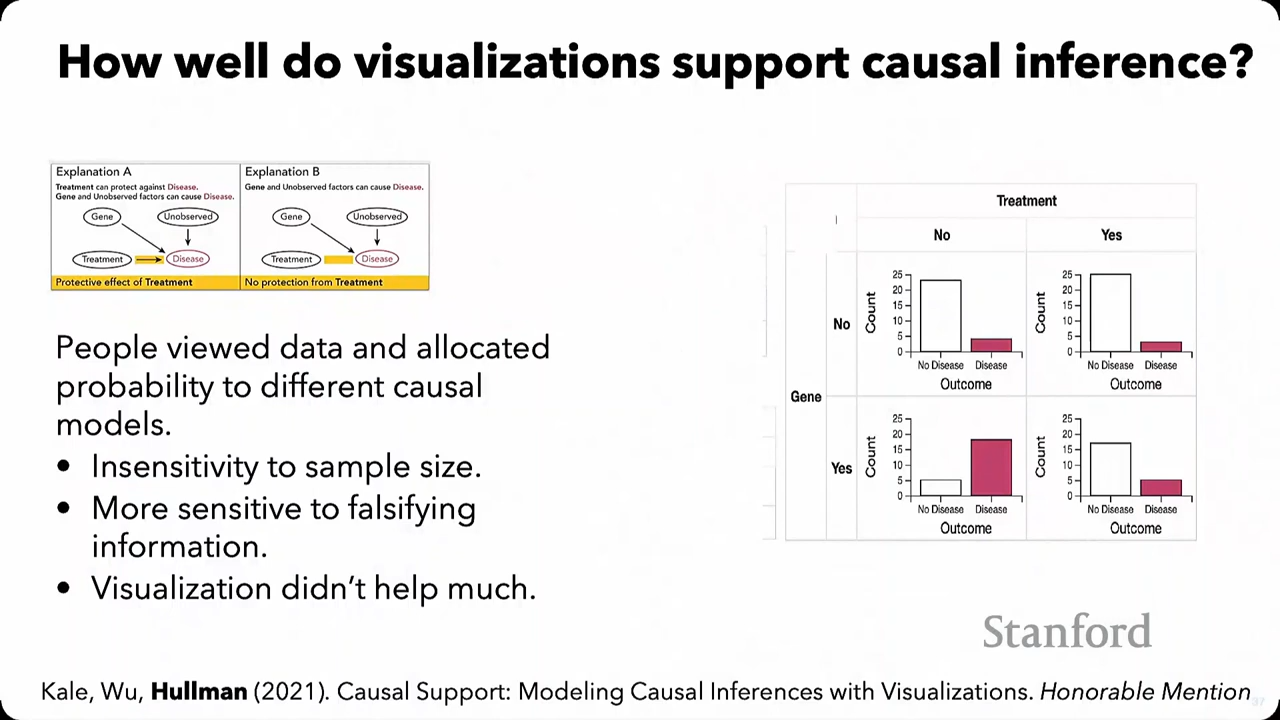 How well do visualizations support causal inference?
Explanation A
Treatment can protect against Disease.
Gene and Unobserved factors can cause Disease.
Gene
Unobserved
Treatment
Disease
Protective effect of Treatment
Explanation B
Gene and Unobserved factors can cause Disease.
Gene
Unobserved
Treatment
Disease
No protection from Treatment
People viewed data and allocated
probability to different causal
models.
• Insensitivity to sample size.
• More sensitive to falsifying
information.
• Visualization didn't help much.
Treatment
No
Yes
Gene
No
Count
25
20
15
10
5
0
No Disease
Disease
Outcome
Count
25
20
15
10
5
0
No Disease
Disease
Outcome
Yes
Count
25
20
15
10
5
0
No Disease
Disease
Outcome
Count
25
20
15
10
5
0
No Disease
Disease
Outcome
Stanford
Kale, Wu, Hullman (2021). Causal Support: Modeling Causal Inferences with Visualizations. Honorable Mention
37